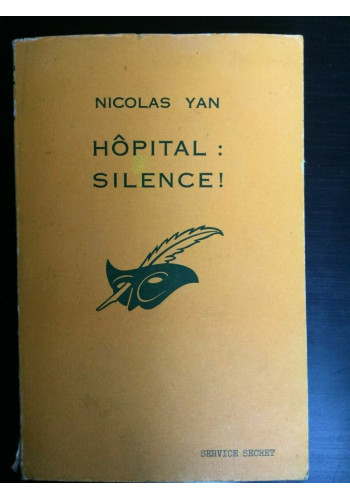 NICOLAS YAN
HÔPITAL :
SILENCE!
SERVICE SECRET